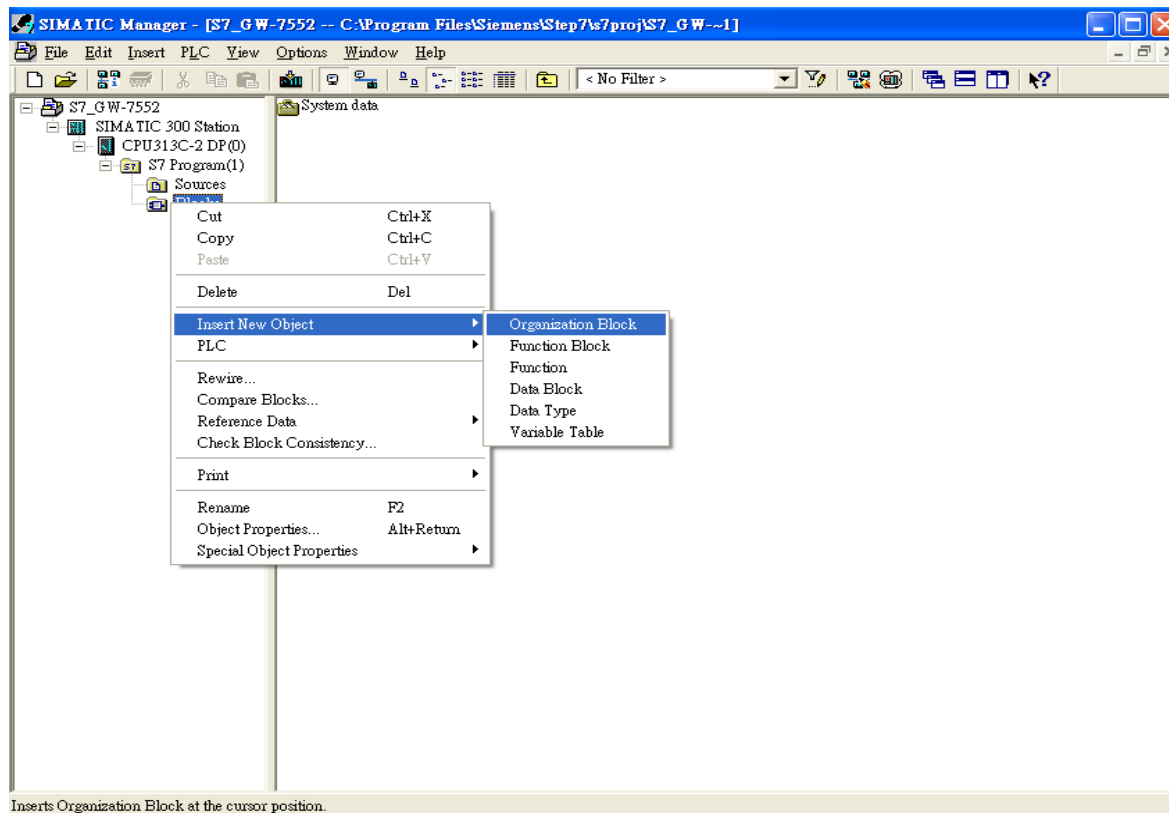 SIMATIC Manager - [S7_GW-7552 -- C:\Program Files\Siemens\Step7\s7proj\S7_GW-~1]
File Edit Insert PLC View Options Window Help
< No Filter >
S7_GW-7552
System data
SIMATIC 300 Station
CPU313C-2 DP(0)
S7 Program(1)
Sources
Blocks
Cut Ctrl+X
Copy Ctrl+C
Paste Ctrl+V
Delete Del
Insert New Object
PLC
Rewire...
Compare Blocks...
Reference Data
Check Block Consistency...
Print
Rename F2
Object Properties... Alt+Return
Special Object Properties
Organization Block
Function Block
Function
Data Block
Data Type
Variable Table
Inserts Organization Block at the cursor position.